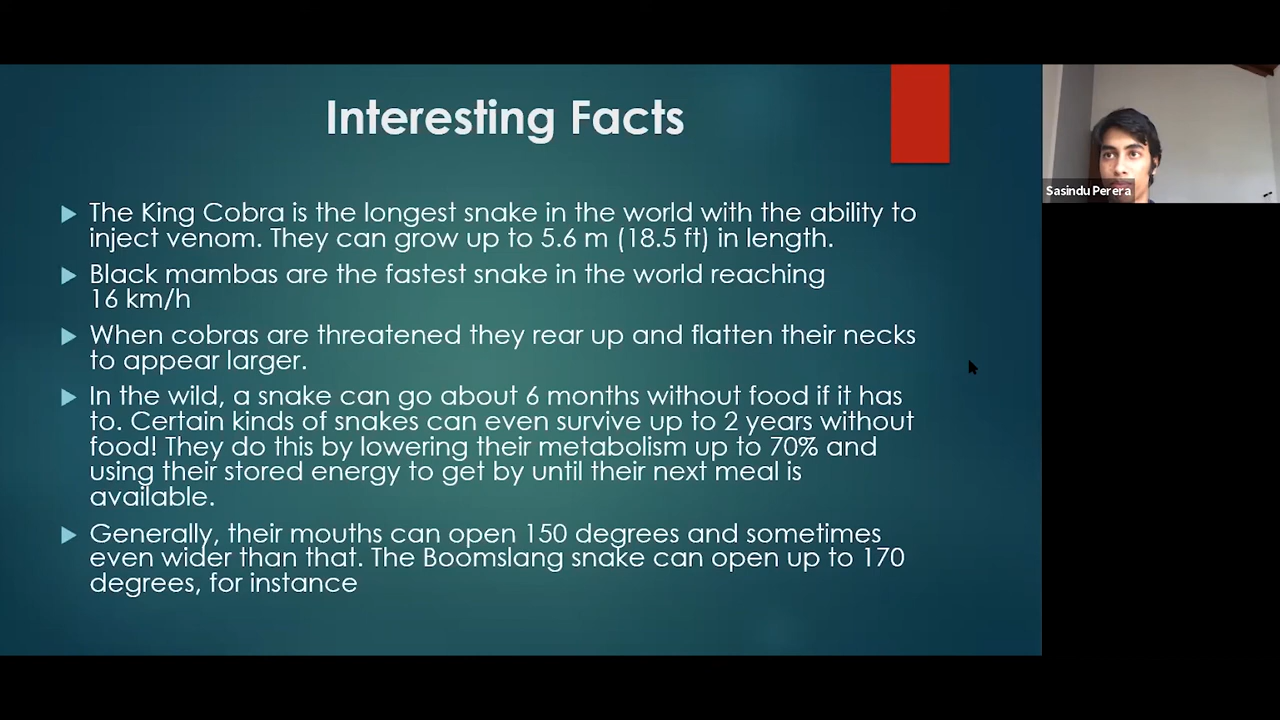 Interesting Facts
The King Cobra is the longest snake in the world with the ability to
inject venom. They can grow up to 5.6 m (18.5 ft) in length.
Black mambas are the fastest snake in the world reaching
16 km/h
When cobras are threatened they rear up and flatten their necks
to appear larger.
In the wild, a snake can go about 6 months without food if it has
to. Certain kinds of snakes can even survive up to 2 years without
food! They do this by lowering their metabolism up to 70% and
using their stored energy to get by until their next meal is
available.
Generally, their mouths can open 150 degrees and sometimes
even wider than that. The Boomslang snake can open up to 170
degrees, for instance
Sasindu Perera